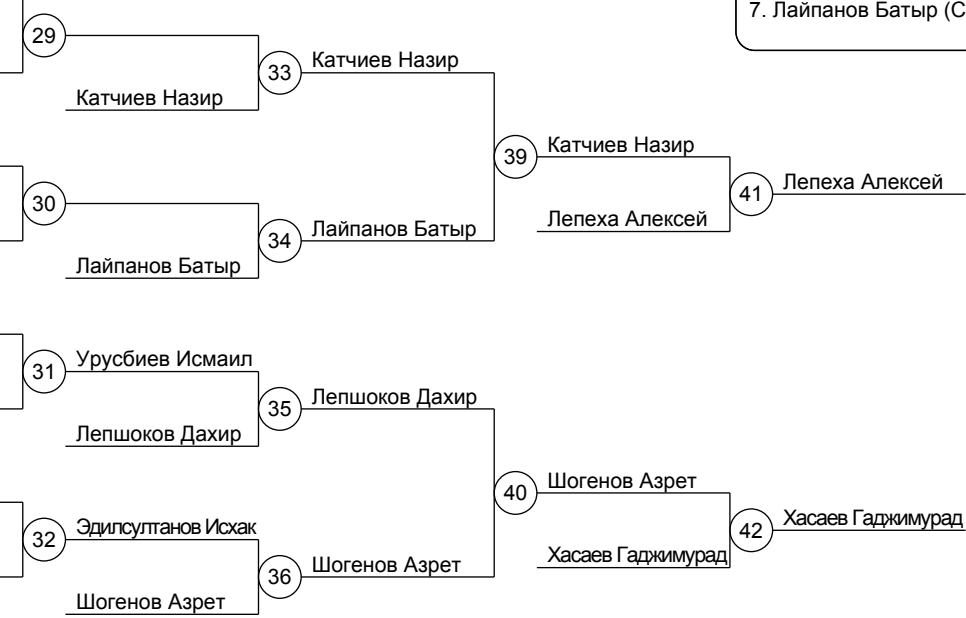 7. Лайпанов Батыр (С
29
Катчиев Назир
33
Катчиев Назир
39
Катчиев Назир
30
Лайпанов Батыр
34
Лайпанов Батыр
Лепеха Алексей
41
Лепеха Алексей
31
Урусбиев Исмаил
Лепшоков Дахир
35
Лепшоков Дахир
40
Шогенов Азрет
32
Эдилсултанов Исхак
Шогенов Азрет
36
Шогенов Азрет
Хасаев Гаджимурад
42
Хасаев Гаджимурад